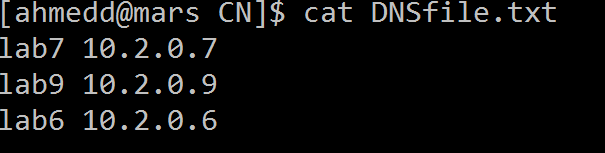 [ahmedd@mars CN]$ cat DNSfile.txt
lab7 10.2.0.7
lab9 10.2.0.9
lab6 10.2.0.6